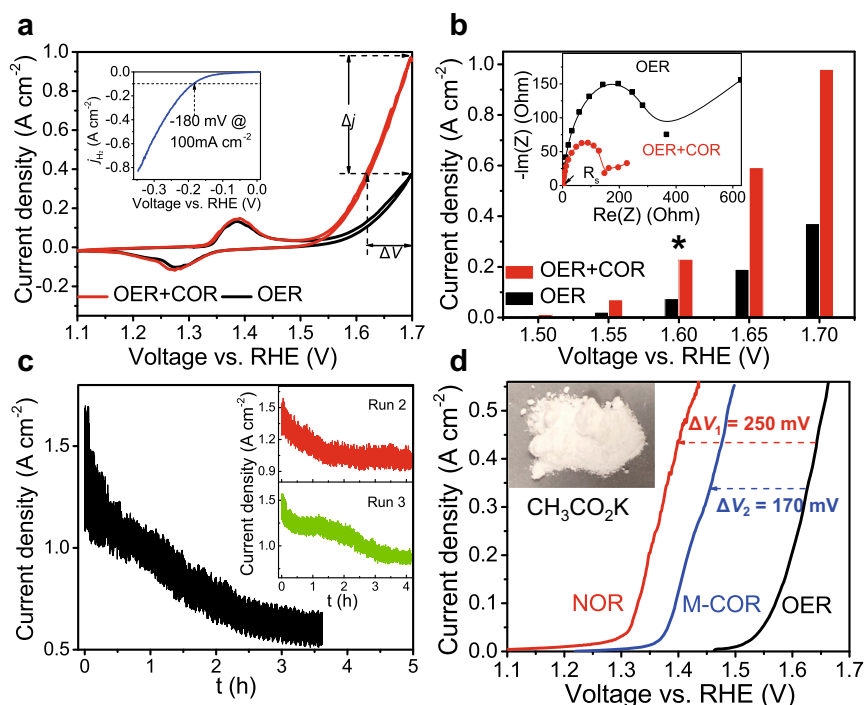 a
Current density (A cm-2)
1.0
0.8
0.6
0.4
0.2
0.0
-0.2
1.1 1.2 1.3 1.4 1.5 1.6 1.7
Voltage vs. RHE (V)
OER+COR OER
Δj
ΔV
jH₂ (A cm-2)
0.0
-0.2
-0.4
-0.6
-0.8
-0.3 -0.2 -0.1 0.0
Voltage vs. RHE (V)
-180 mV @
100mA cm-2
b
Current density (A cm-2)
1.0
0.8
0.6
0.4
0.2
0.0
1.50 1.55 1.60 1.65 1.70
Voltage vs. RHE (V)
*
OER+COR
OER
-Im(Z) (Ohm)
150
100
50
0
0 200 400 600
Re(Z) (Ohm)
OER
OER+COR
Rs
c
Current density (A cm-2)
1.5
1.0
0.5
0 1 2 3 4 5
t (h)
Current density (A cm-2)
1.5
1.2
0.9
Run 2
1.5
1.0
Run 3
0 1 2 3 4
t (h)
d
Current density (A cm-2)
0.5
0.4
0.3
0.2
0.1
0.0
1.1 1.2 1.3 1.4 1.5 1.6 1.7
Voltage vs. RHE (V)
CH3CO2K
ΔV1 = 250 mV
ΔV2 = 170 mV
NOR M-COR OER